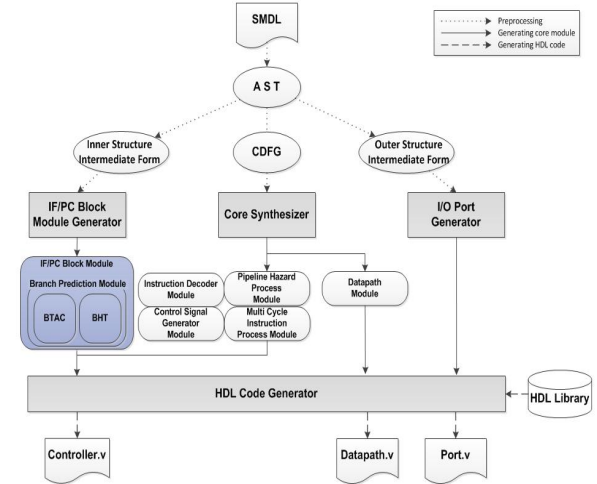 SMDL
Preprocessing
Generating core module
Generating HDL code
A S T
Inner Structure
Intermediate Form
CDFG
Outer Structure
Intermediate Form
IF/PC Block
Module Generator
Core Synthesizer
I/O Port
Generator
IF/PC Block Module
Branch Prediction Module
BTAC
BHT
Instruction Decoder
Module
Pipeline Hazard
Process
Module
Datapath
Module
Control Signal
Generator
Module
Multi Cycle
Instruction
Process Module
HDL Code Generator
HDL Library
Controller.v
Datapath.v
Port.v